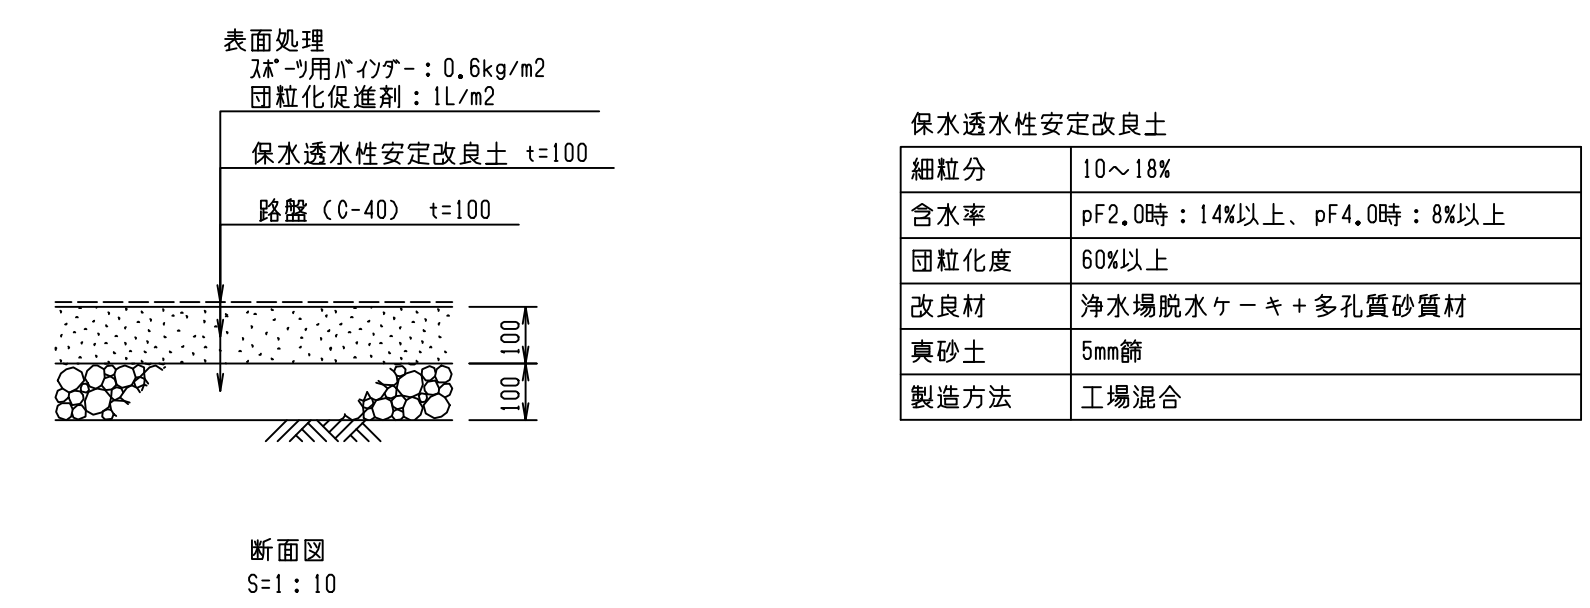 表面処理
ｽﾎﾟｰﾂ用ﾊﾞｲﾝﾀﾞｰ：0.6kg/m2
団粒化促進剤：1L/m2
保水透水性安定改良土 t=100
路盤（C-40） t=100
100
100
断面図
S=1：10
保水透水性安定改良土
細粒分 10～18%
含水率 pF2.0時：14%以上、pF4.0時：8%以上
団粒化度 60%以上
改良材 浄水場脱水ケーキ＋多孔質砂質材
真砂土 5mm篩
製造方法 工場混合